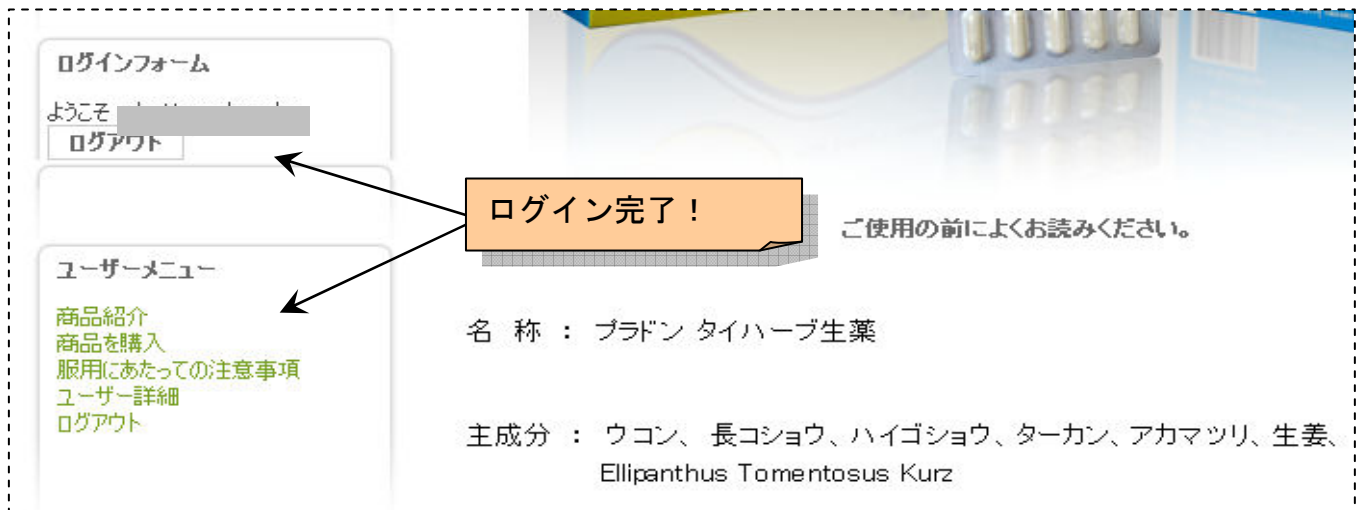 ログインフォーム
ようこそ
ログアウト
ログイン完了！
ご使用の前によくお読みください。
ユーザーメニュー
商品紹介
商品を購入
服用にあたっての注意事項
ユーザー詳細
ログアウト
名 称 ： プラドン タイハーブ生薬
主成分 ： ウコン、 長コショウ、ハイゴショウ、ターカン、アカマツリ、生姜、
Ellipanthus Tomentosus Kurz